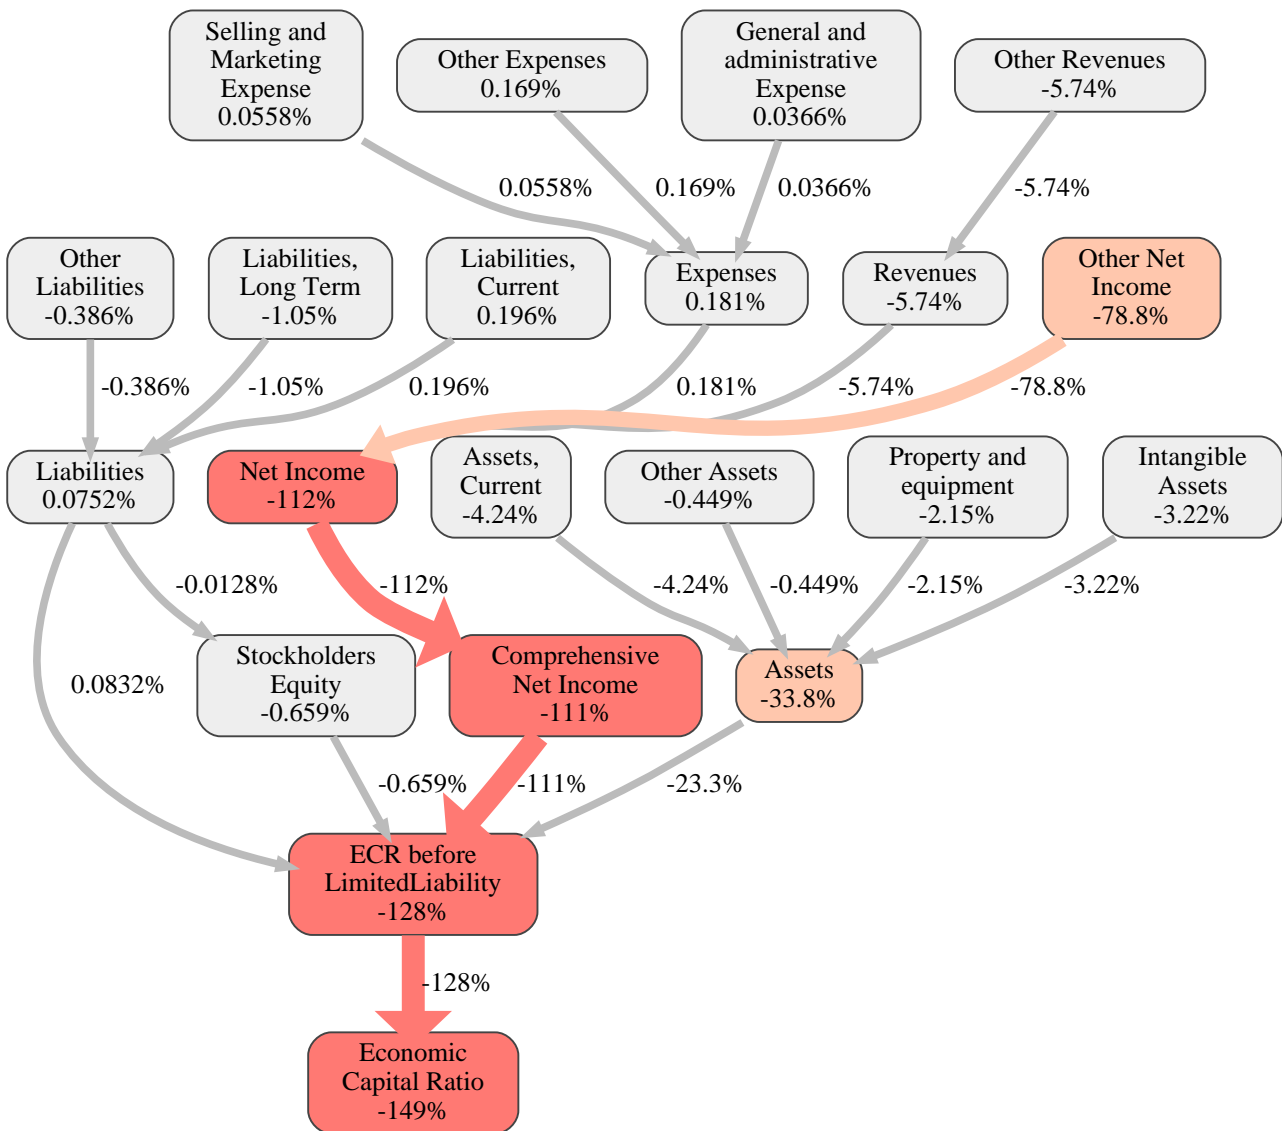 Selling and
Marketing
Expense
0.0558%
Other Expenses
0.169%
General and
administrative
Expense
0.0366%
Other Revenues
-5.74%
0.0558%
0.169%
0.0366%
-5.74%
Other
Liabilities
-0.386%
Liabilities,
Long Term
-1.05%
Liabilities,
Current
0.196%
Expenses
0.181%
Revenues
-5.74%
Other Net
Income
-78.8%
-0.386%
-1.05%
0.196%
0.181%
-5.74%
-78.8%
Liabilities
0.0752%
Net Income
-112%
Assets,
Current
-4.24%
Other Assets
-0.449%
Property and
equipment
-2.15%
Intangible
Assets
-3.22%
-0.0128%
-112%
-4.24%
-0.449%
-2.15%
-3.22%
0.0832%
Stockholders
Equity
-0.659%
Comprehensive
Net Income
-111%
Assets
-33.8%
-0.659%
-111%
-23.3%
ECR before
LimitedLiability
-128%
-128%
Economic
Capital Ratio
-149%